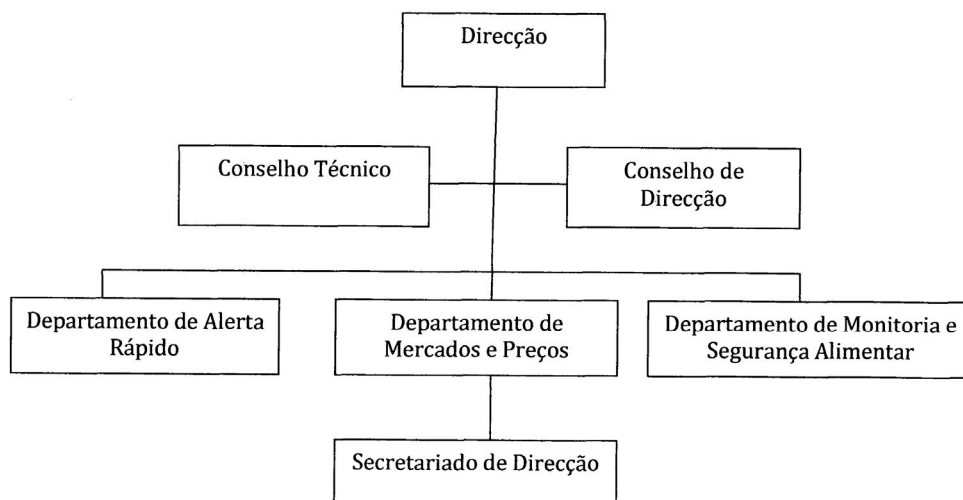 Direcção
Conselho Técnico
Conselho de
Direcção
Departamento de Alerta
Rápido
Departamento de
Mercados e Preços
Departamento de Monitoria e
Segurança Alimentar
Secretariado de Direcção